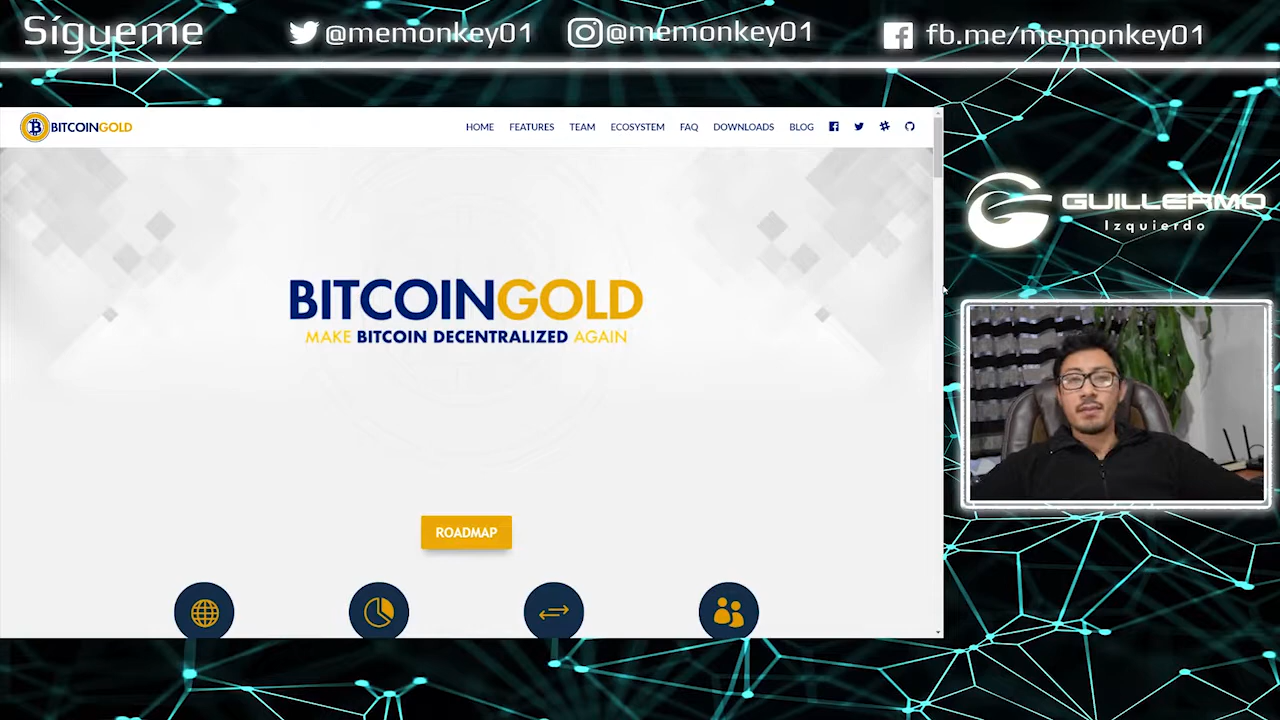 Sígueme @memonkey01 @memonkey01 fb.me/memonkey01
BITCOINGOLD HOME FEATURES TEAM ECOSYSTEM FAQ DOWNLOADS BLOG
GUILLERMO
Izquierdo
BITCOINGOLD
MAKE BITCOIN DECENTRALIZED AGAIN
ROADMAP